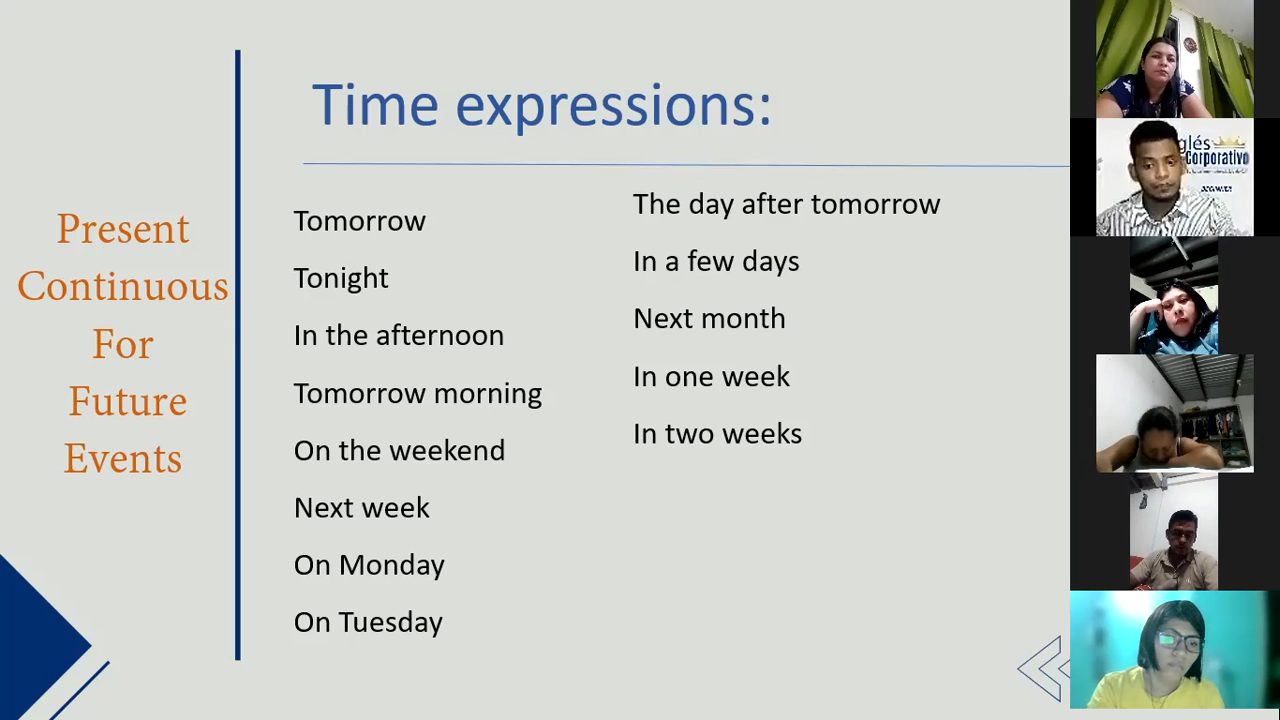 Time expressions:
Present
Continuous
For
Future
Events
Tomorrow
Tonight
In the afternoon
Tomorrow morning
On the weekend
Next week
On Monday
On Tuesday
The day after tomorrow
In a few days
Next month
In one week
In two weeks
glés
Corporativo